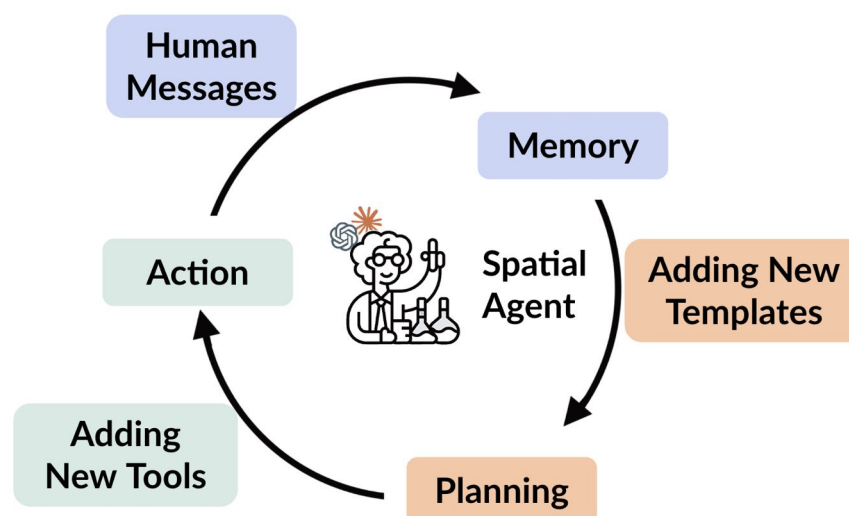 Human
Messages
Memory
Action
Spatial
Agent
Adding New
Templates
Adding
New Tools
Planning